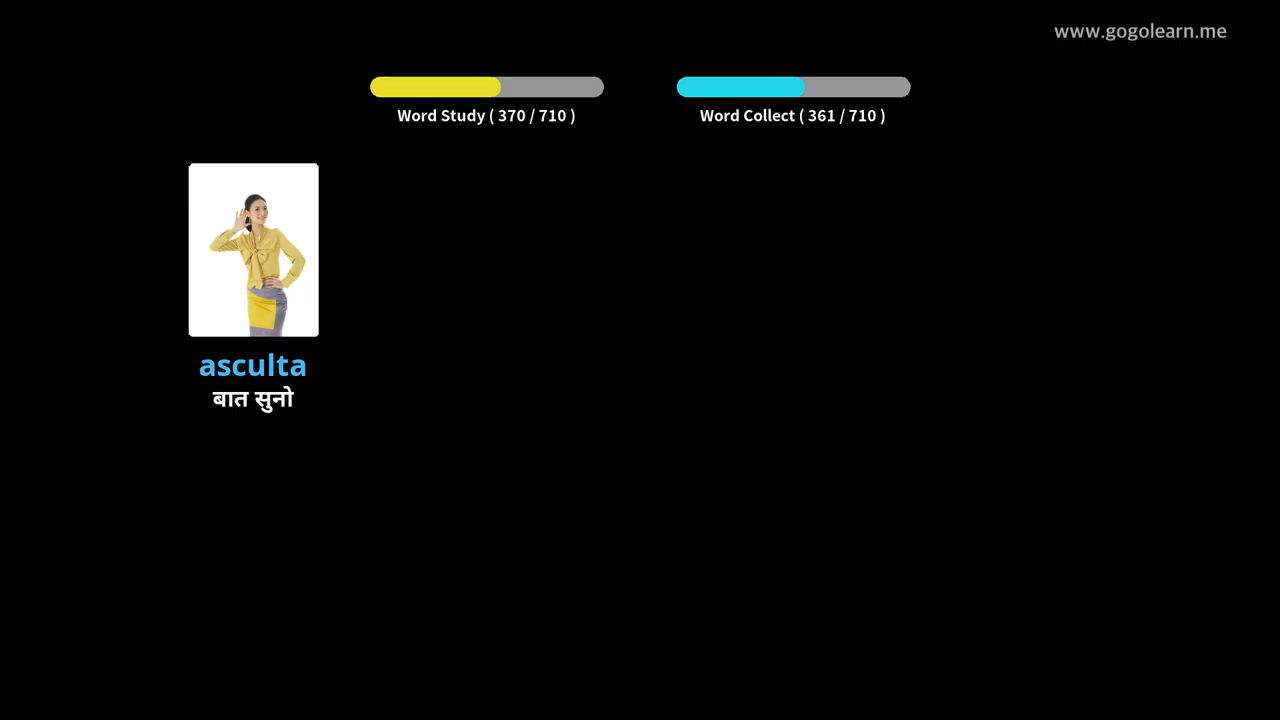 www.gogolearn.me
Word Study ( 370 / 710 )
Word Collect ( 361 / 710 )
asculta
बात सुनो